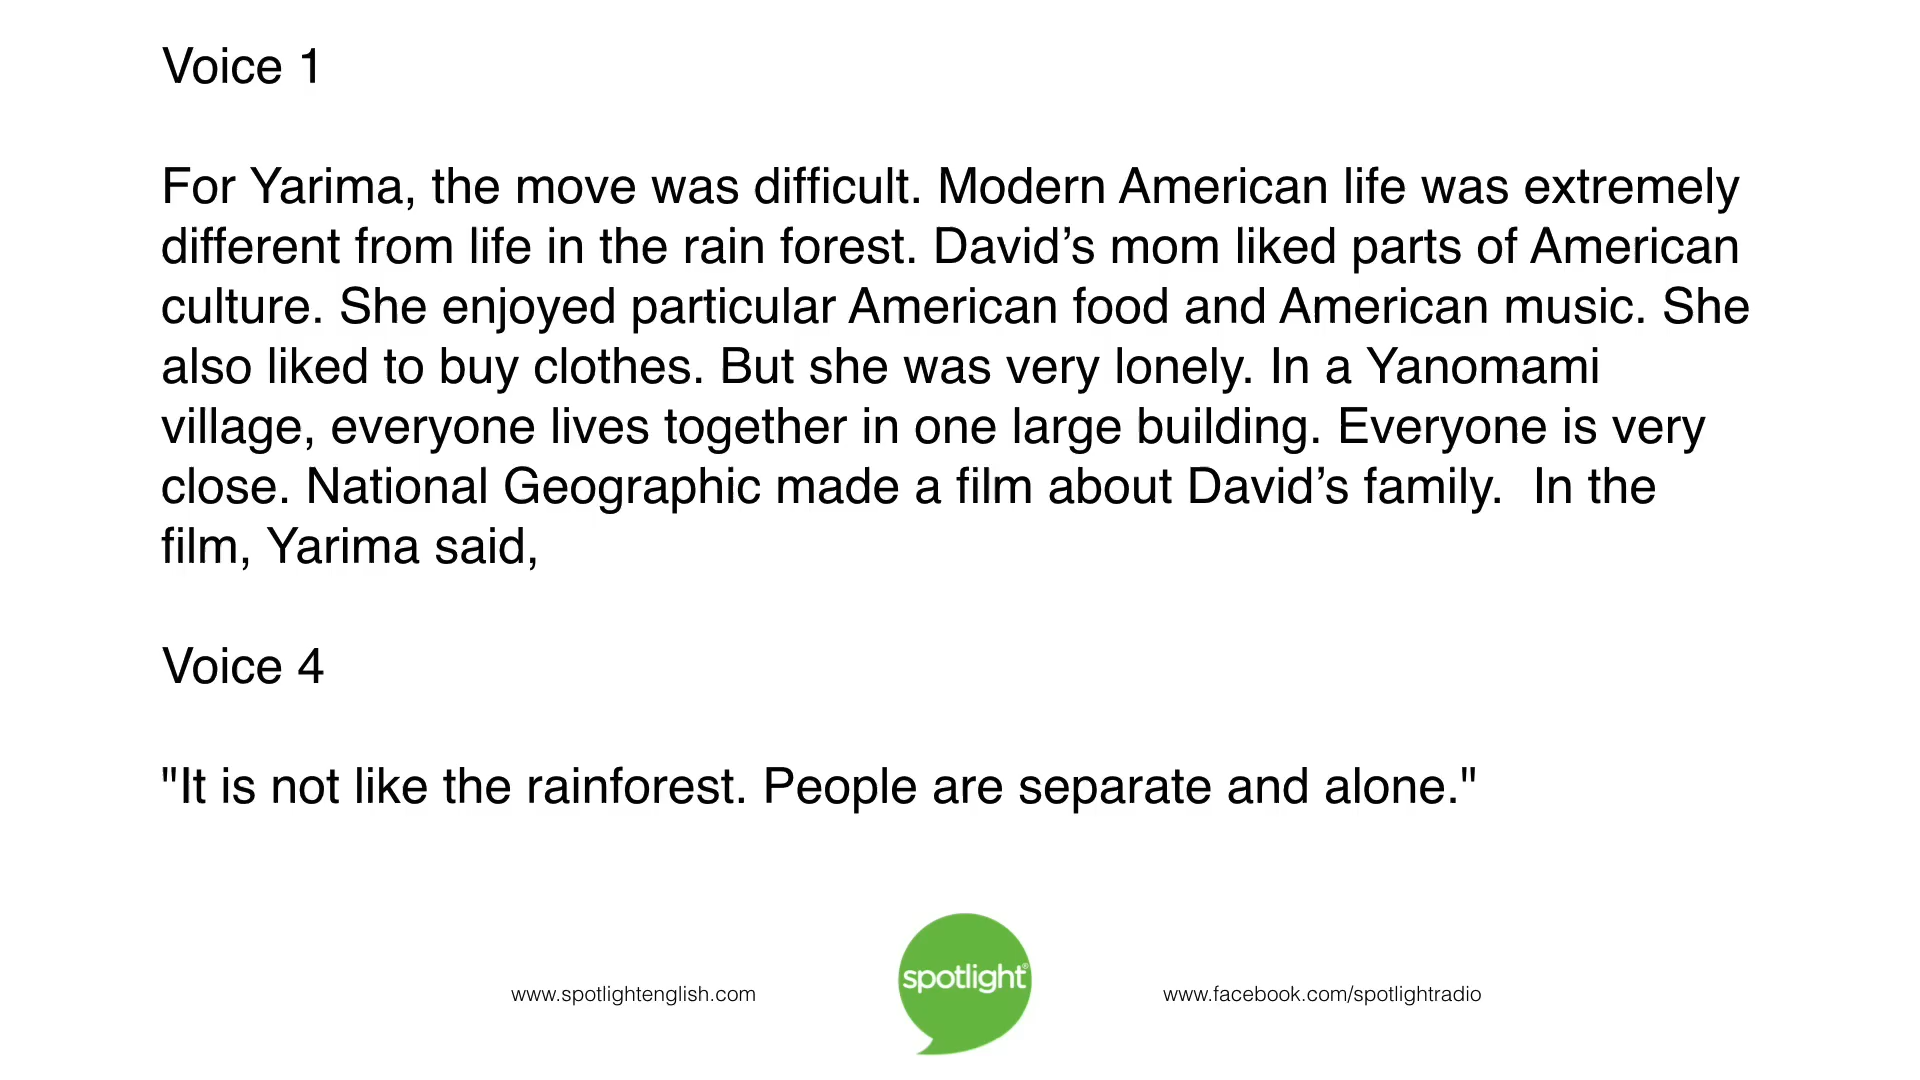 Voice 1
For Yarima, the move was difficult. Modern American life was extremely
different from life in the rain forest. David’s mom liked parts of American
culture. She enjoyed particular American food and American music. She
also liked to buy clothes. But she was very lonely. In a Yanomami
village, everyone lives together in one large building. Everyone is very
close. National Geographic made a film about David’s family.  In the
film, Yarima said,
Voice 4
"It is not like the rainforest. People are separate and alone."
www.spotlightenglish.com
spotlight®
www.facebook.com/spotlightradio